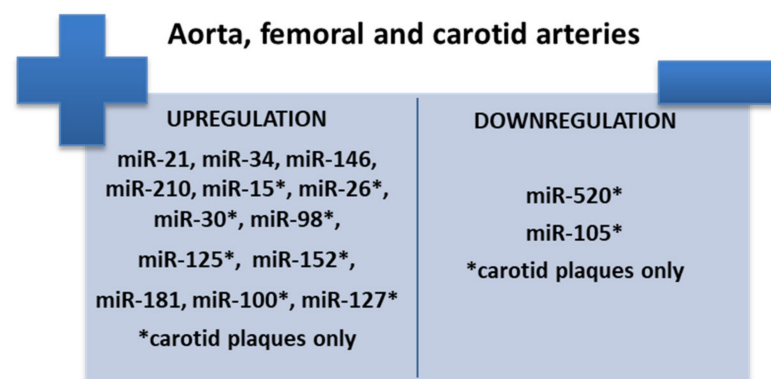 Aorta, femoral and carotid arteries
UPREGULATION
miR-21, miR-34, miR-146,
miR-210, miR-15*, miR-26*,
miR-30*, miR-98*,
miR-125*, miR-152*,
miR-181, miR-100*, miR-127*
*carotid plaques only
DOWNREGULATION
miR-520*
miR-105*
*carotid plaques only